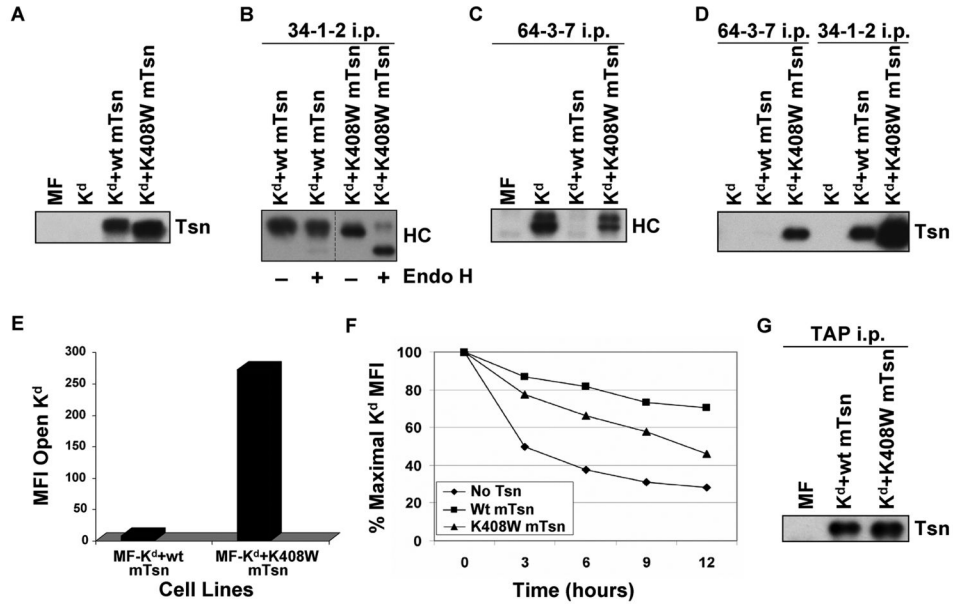 A
MF
Kᵈ
Kᵈ+wt mTsn
Kᵈ+K408W mTsn
Tsn
B
34-1-2 i.p.
Kᵈ+wt mTsn
Kᵈ+wt mTsn
Kᵈ+K408W mTsn
Kᵈ+K408W mTsn
HC
– + – + Endo H
C
64-3-7 i.p.
MF
Kᵈ
Kᵈ+wt mTsn
Kᵈ+K408W mTsn
HC
D
64-3-7 i.p. 34-1-2 i.p.
Kᵈ
Kᵈ+wt mTsn
Kᵈ+K408W mTsn
Kᵈ
Kᵈ+wt mTsn
Kᵈ+K408W mTsn
Tsn
E
MFI Open Kᵈ
300
250
200
150
100
50
0
MF-Kᵈ+wt
mTsn
MF-Kᵈ+K408W
mTsn
Cell Lines
F
% Maximal Kᵈ MFI
100
80
60
40
20
0
No Tsn
Wt mTsn
K408W mTsn
0 3 6 9 12
Time (hours)
G
TAP i.p.
MF
Kᵈ+wt mTsn
Kᵈ+K408W mTsn
Tsn